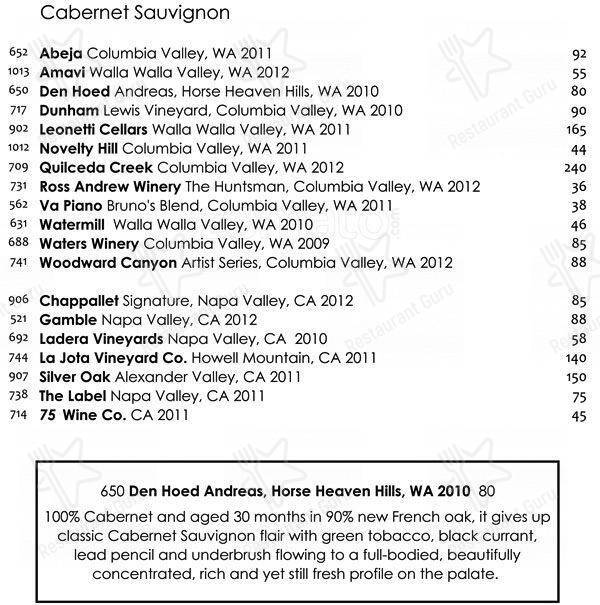 Cabernet Sauvignon
652 Abeja Columbia Valley, WA 2011 92
1013 Amavi Walla Walla Valley, WA 2012 55
650 Den Hoed Andreas, Horse Heaven Hills, WA 2010 80
717 Dunham Lewis Vineyard, Columbia Valley, WA 2010 90
902 Leonetti Cellars Walla Walla Valley, WA 2011 165
1012 Novelty Hill Columbia Valley, WA 2011 44
709 Quilceda Creek Columbia Valley, WA 2012 240
731 Ross Andrew Winery The Huntsman, Columbia Valley, WA 2012 36
562 Va Piano Bruno's Blend, Columbia Valley, WA 2011 38
631 Watermill Walla Walla Valley, WA 2010 46
688 Waters Winery Columbia Valley, WA 2009 85
741 Woodward Canyon Artist Series, Columbia Valley, WA 2012 88
906 Chappallet Signature, Napa Valley, CA 2012 85
521 Gamble Napa Valley, CA 2012 88
692 Ladera Vineyards Napa Valley, CA 2010 58
744 La Jota Vineyard Co. Howell Mountain, CA 2011 140
907 Silver Oak Alexander Valley, CA 2011 150
738 The Label Napa Valley, CA 2011 75
714 75 Wine Co. CA 2011 45
650 Den Hoed Andreas, Horse Heaven Hills, WA 2010 80
100% Cabernet and aged 30 months in 90% new French oak, it gives up
classic Cabernet Sauvignon flair with green tobacco, black currant,
lead pencil and underbrush flowing to a full-bodied, beautifully
concentrated, rich and yet still fresh profile on the palate.
Restaurant Guru
Restaurant Guru
Restaurant Guru